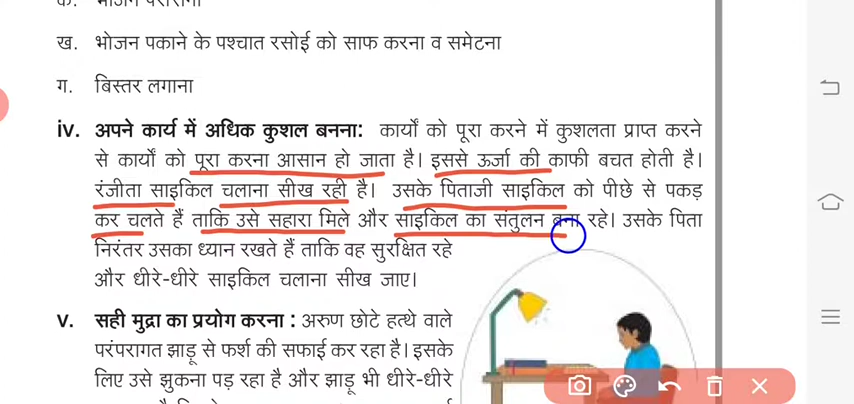 ख. भोजन पकाने के पश्चात रसोई को साफ करना व समेटना
ग. बिस्तर लगाना
iv. अपने कार्य में अधिक कुशल बनना: कार्यों को पूरा करने में कुशलता प्राप्त करने
से कार्यों को पूरा करना आसान हो जाता है। इससे ऊर्जा की काफी बचत होती है।
रंजीता साइकिल चलाना सीख रही है। उसके पिताजी साइकिल को पीछे से पकड़
कर चलते हैं ताकि उसे सहारा मिले और साइकिल का संतुलन बना रहे। उसके पिता
निरंतर उसका ध्यान रखते हैं ताकि वह सुरक्षित रहे
और धीरे-धीरे साइकिल चलाना सीख जाए।
v. सही मुद्रा का प्रयोग करना : अरुण छोटे हत्थे वाले
परंपरागत झाड़ू से फर्श की सफाई कर रहा है। इसके
लिए उसे झुकना पड़ रहा है और झाड़ू भी धीरे-धीरे